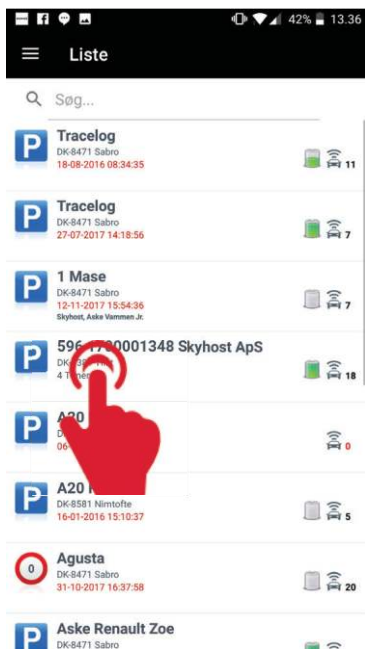 42% 13.36
Liste
Søg...
P
Tracelog
DK-8471 Sabro
18-08-2016 08:34:35
11
P
Tracelog
DK-8471 Sabro
27-07-2017 14:18:56
7
P
1 Mase
DK-8471 Sabro
12-11-2017 15:54:36
Skyhost, Aske Vammen Jr.
7
P
Skyhost ApS
4
18
P
0
P
A20
DK-8581 Nimtofte
16-01-2016 15:10:37
5
0
Agusta
DK-8471 Sabro
31-10-2017 16:37:58
20
P
Aske Renault Zoe
DK-8471 Sabro